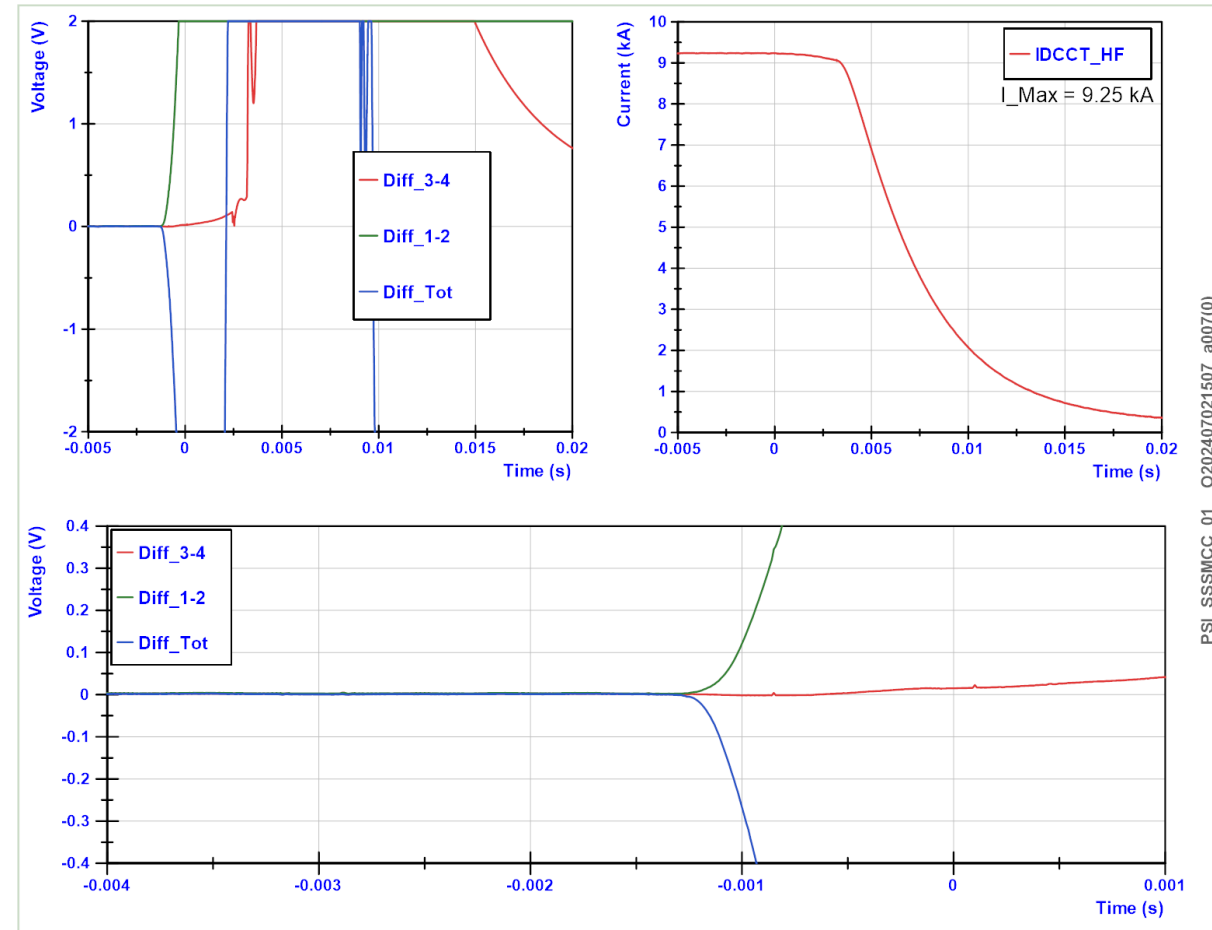 Voltage (V)
2
1
0
-1
-2
-0.005
0
0.005
0.01
0.015
0.02
Time (s)
Diff_3-4
Diff_1-2
Diff_Tot
Current (kA)
10
9
8
7
6
5
4
3
2
1
0
-0.005
0
0.005
0.01
0.015
0.02
Time (s)
IDCCT_HF
I_Max = 9.25 kA
Voltage (V)
0.4
0.3
0.2
0.1
0
-0.1
-0.2
-0.3
-0.4
-0.004
-0.003
-0.002
-0.001
0
0.001
Time (s)
Diff_3-4
Diff_1-2
Diff_Tot
PSI_SSSMCC_01 O202407021507_a007(0)